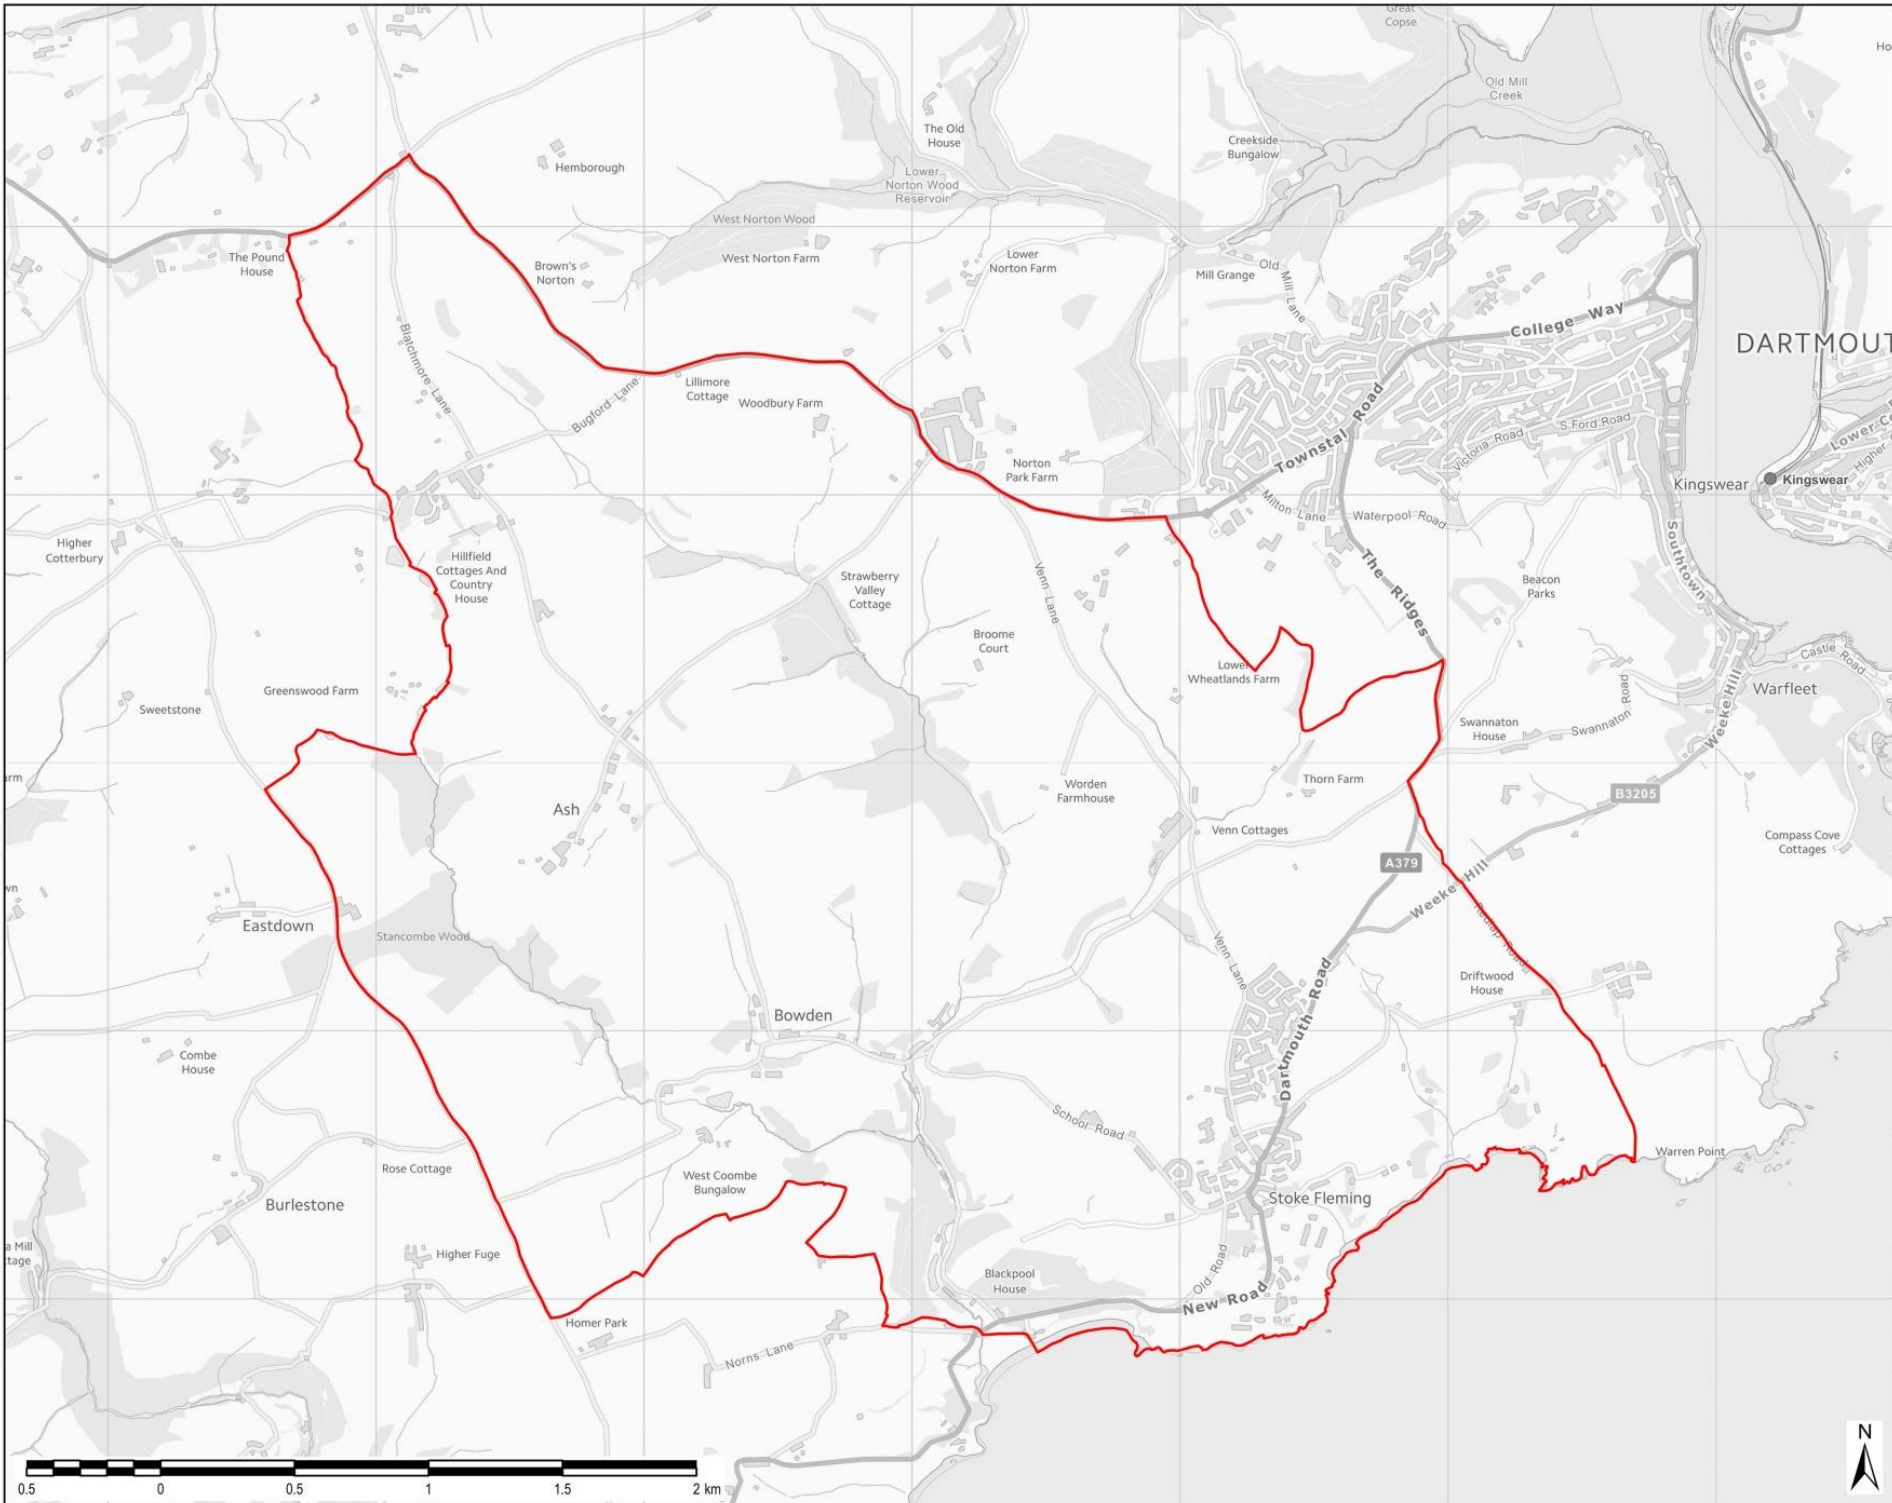 Great
Copse
Old Mill
Creek
The Old
House
Creekside
Bungalow
Hemborough
Lower
Norton Wood
Reservoir
West Norton Wood
The Pound
House
West Norton Farm
Brown's
Norton
Lower
Norton Farm
Mill Grange
Old Mill Lane
College Way
DARTMOUT
Blatchmore Lane
Bugford Lane
Lillimore
Cottage
Woodbury Farm
Townstal Road
Victoria Road
S Ford Road
Norton
Park Farm
Kingswear
Kingswear
Milton Lane
Waterpool Road
Higher
Cotterbury
Hillfield
Cottages And
Country
House
Strawberry
Valley
Cottage
Venn Lane
The Ridges
Beacon
Parks
Southtown
Broome
Court
Castle Road
Greenswood Farm
Lower
Wheatlands Farm
Warfleet
Sweetstone
Swannaton
House
Swannaton Road
Weeke Hill
Worden
Farmhouse
Thorn Farm
B3205
Ash
Venn Cottages
Compass Cove
Cottages
A379
Weeke Hill
Eastdown
Stancombe Wood
Redlap Road
Venn Lane
Driftwood
House
Bowden
Dartmouth Road
Combe
House
School Road
Rose Cottage
West Coombe
Bungalow
Warren Point
Burlestone
Stoke Fleming
Higher Fuge
Blackpool
House
Old Road
New Road
Homer Park
Norns Lane
N
0.5 0 0.5 1 1.5 2 km